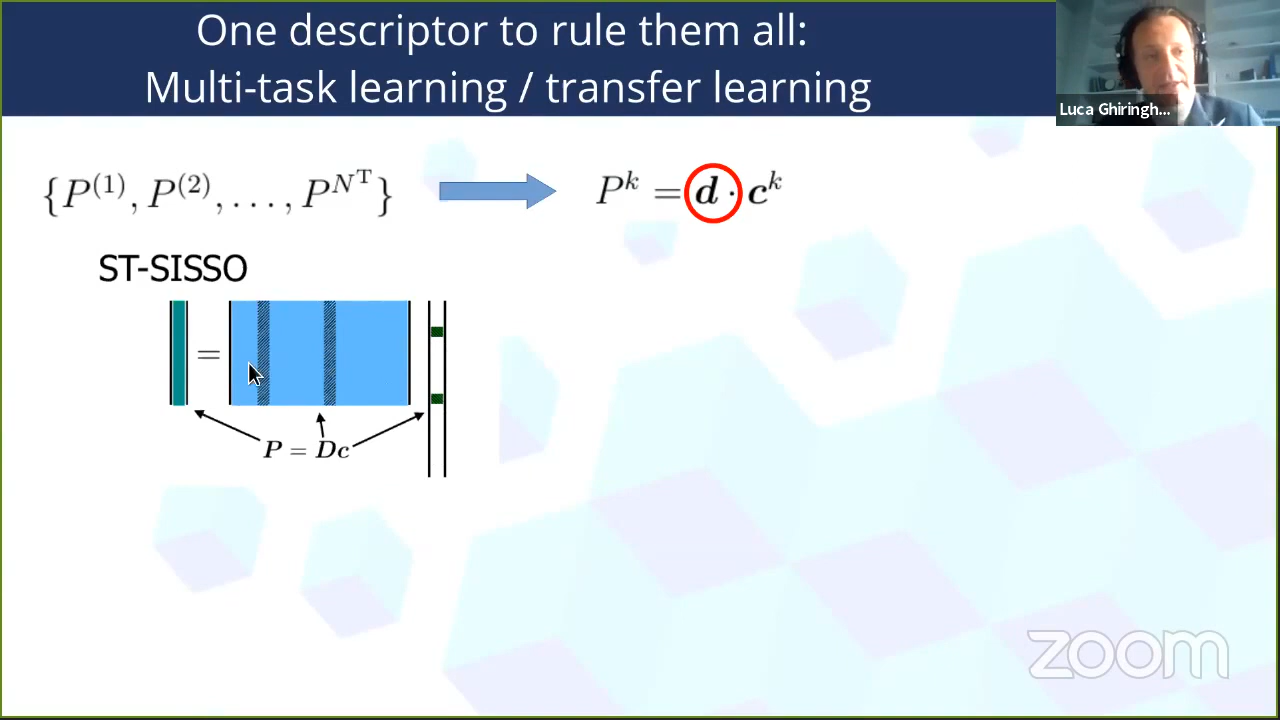 One descriptor to rule them all:
Multi-task learning / transfer learning
Luca Ghiringh...
{P^(1), P^(2), ..., P^{N^T}}
P^k = d · c^k
ST-SISSO
=
P = Dc
zoom